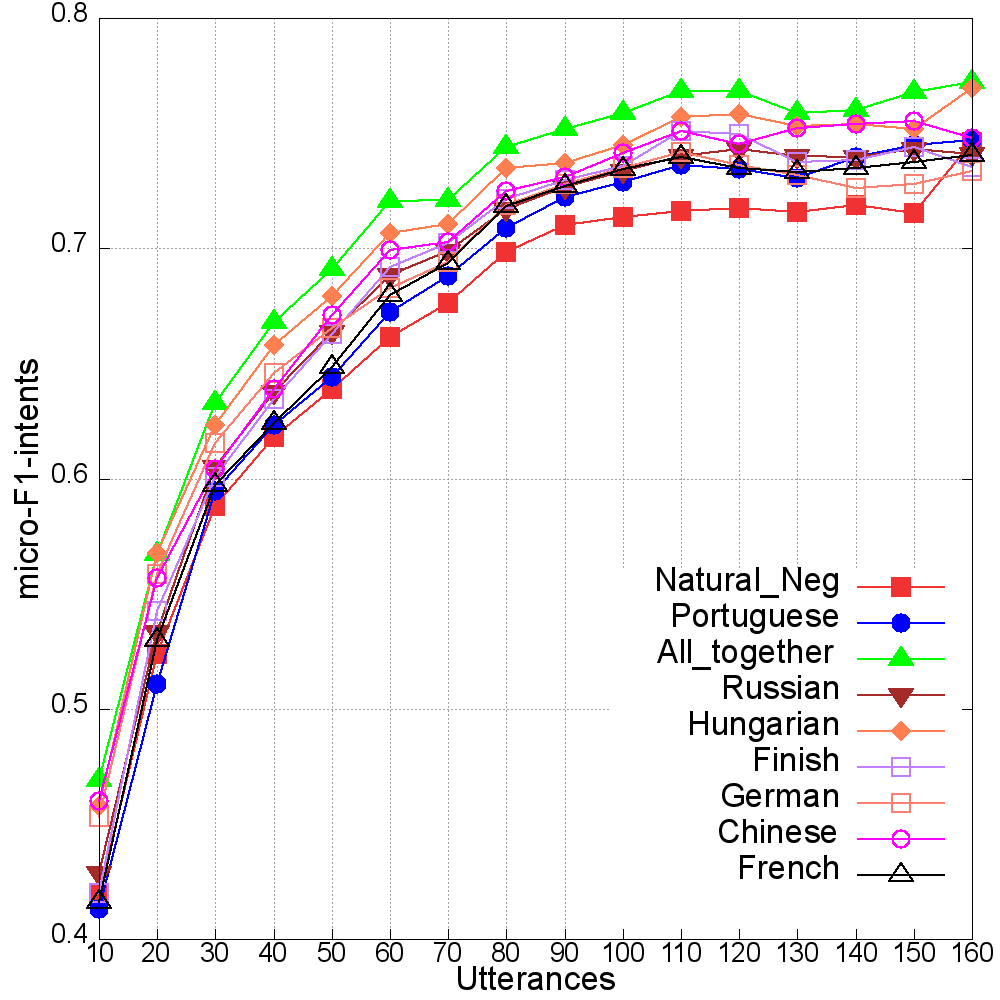 0.8
0.7
0.6
0.5
0.4
micro-F1-intents
Natural_Neg
Portuguese
All_together
Russian
Hungarian
Finish
German
Chinese
French
10 20 30 40 50 60 70 80 90 100 110 120 130 140 150 160
Utterances